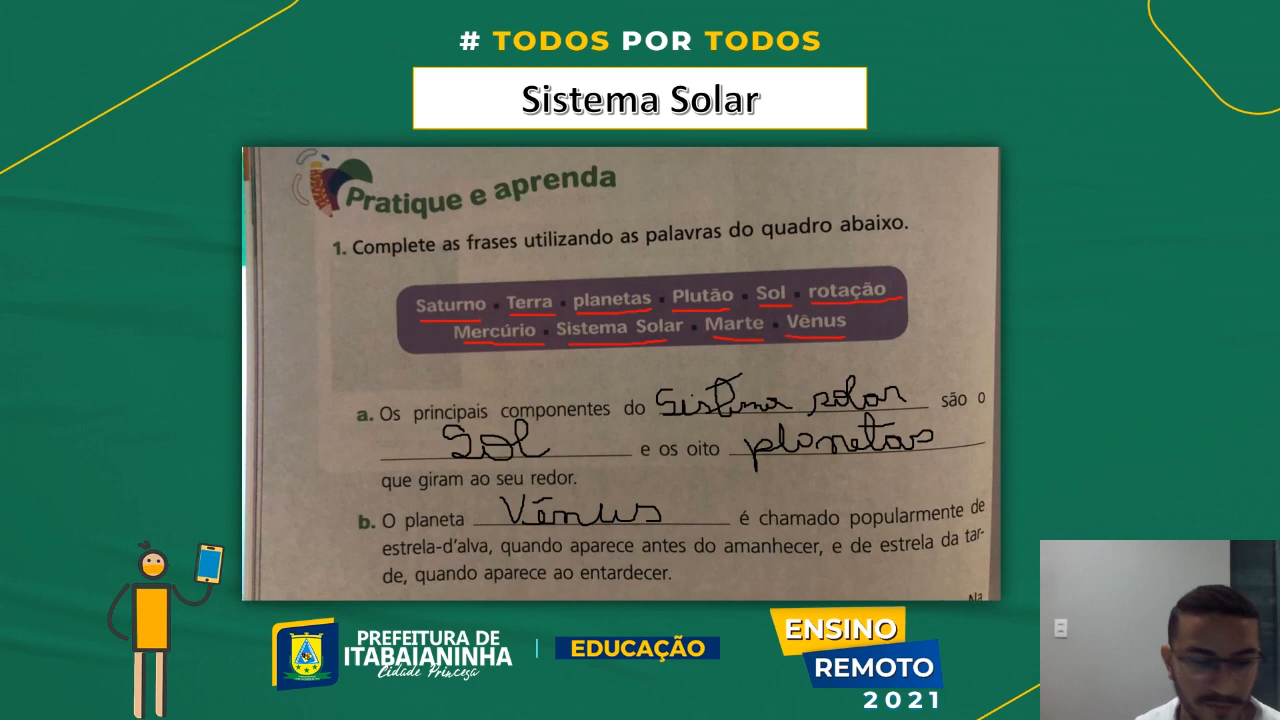 # TODOS POR TODOS
Sistema Solar
Pratique e aprenda
1. Complete as frases utilizando as palavras do quadro abaixo.
Saturno ▪ Terra ▪ planetas ▪ Plutão ▪ Sol ▪ rotação
Mercúrio ▪ Sistema Solar ▪ Marte ▪ Vênus
a. Os principais componentes do Sistema solar são o
Sol e os oito planetas
que giram ao seu redor.
b. O planeta Vênus é chamado popularmente de
estrela-d'alva, quando aparece antes do amanhecer, e de estrela da tar-
de, quando aparece ao entardecer.
Na
PREFEITURA DE
ITABAIANINHA
Cidade Princesa
EDUCAÇÃO
ENSINO
REMOTO
2021